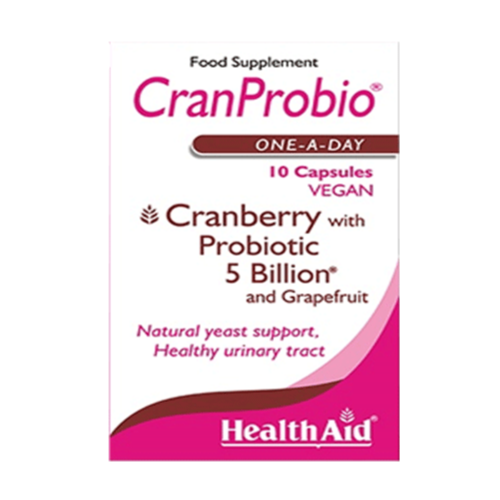 Food Supplement
CranProbio®
ONE-A-DAY
10 Capsules
VEGAN
Cranberry with
Probiotic
5 Billion®
and Grapefruit
Natural yeast support,
Healthy urinary tract
HealthAid®